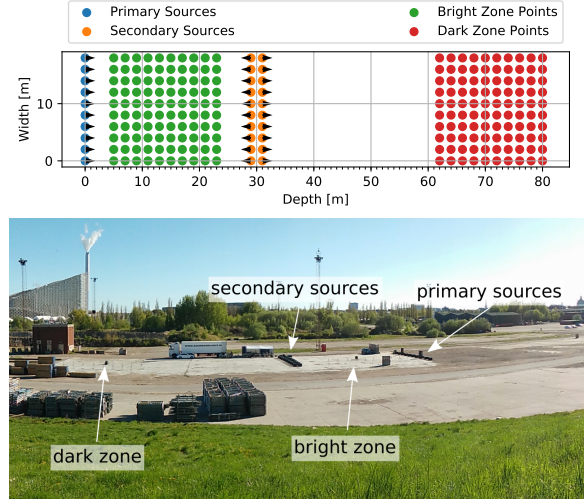 Primary Sources
Secondary Sources
Bright Zone Points
Dark Zone Points
Width [m]
10
0
0 10 20 30 40 50 60 70 80
Depth [m]
secondary sources
primary sources
dark zone
bright zone